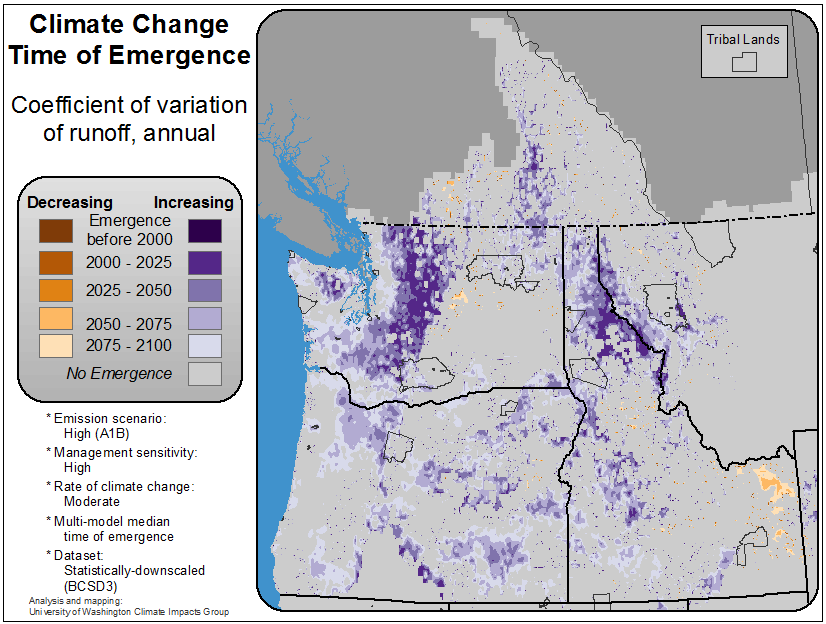 Climate Change
Time of Emergence
Coefficient of variation
of runoff, annual
Decreasing Increasing
Emergence
before 2000
2000 - 2025
2025 - 2050
2050 - 2075
2075 - 2100
No Emergence
* Emission scenario:
High (A1B)
* Management sensitivity:
High
* Rate of climate change:
Moderate
* Multi-model median
time of emergence
* Dataset:
Statistically-downscaled
(BCSD3)
Analysis and mapping:
University of Washington Climate Impacts Group
Tribal Lands